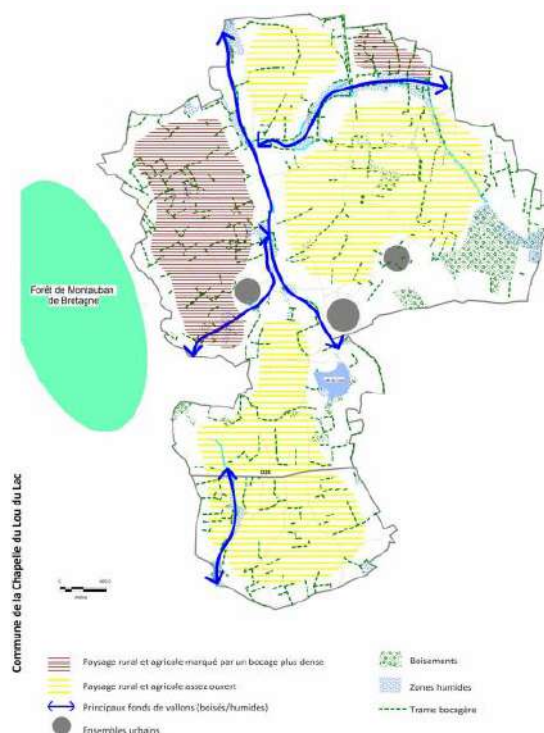 Forêt de Montauban
de Bretagne
Commune de la Chapelle du Lou du Lac
Paysage rural et agricole marqué par un bocage plus dense
Paysage rural et agricole assez ouvert
Principaux fonds de vallons (boisés/humides)
Ensembles urbains
Boisements
Zones humides
Trame bocagère